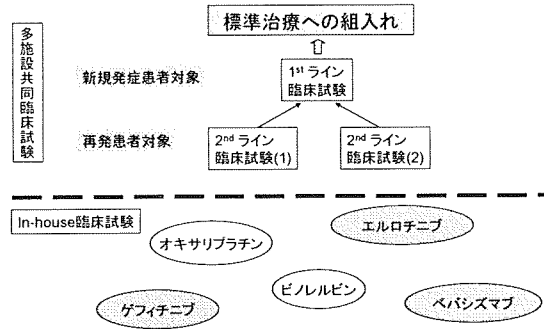 標準治療への組入れ
多施設共同臨床試験
新規発症患者対象
1st ライン
臨床試験
再発患者対象
2nd ライン
臨床試験(1)
2nd ライン
臨床試験(2)
In-house臨床試験
エルロチニブ
オキサリプラチン
ビノレルビン
ゲフィチニブ
ベバシズマブ